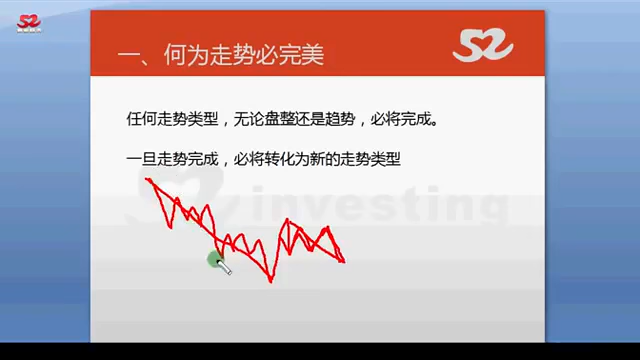 52
52
一、何为走势必完美
任何走势类型，无论盘整还是趋势，必将完成。
一旦走势完成，必将转化为新的走势类型
investing